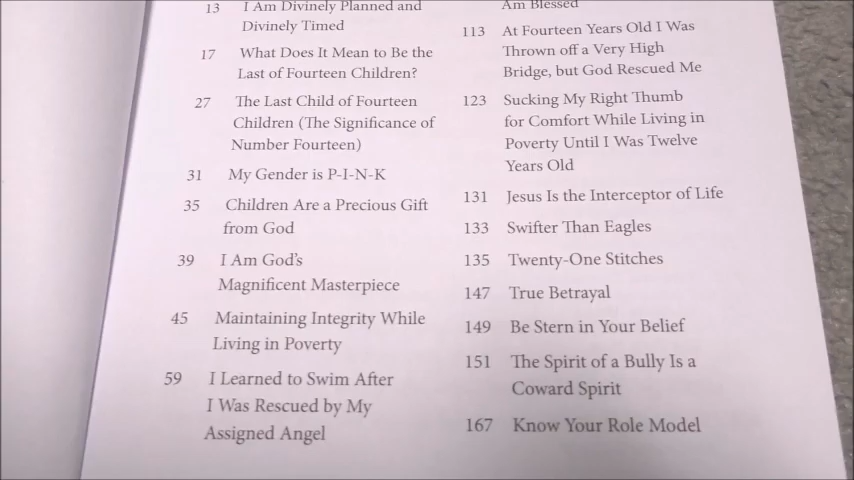 13 I Am Divinely Planned and
Divinely Timed
17 What Does It Mean to Be the
Last of Fourteen Children?
27 The Last Child of Fourteen
Children (The Significance of
Number Fourteen)
31 My Gender is P-I-N-K
35 Children Are a Precious Gift
from God
39 I Am God's
Magnificent Masterpiece
45 Maintaining Integrity While
Living in Poverty
59 I Learned to Swim After
I Was Rescued by My
Assigned Angel
Am Blessed
113 At Fourteen Years Old I Was
Thrown off a Very High
Bridge, but God Rescued Me
123 Sucking My Right Thumb
for Comfort While Living in
Poverty Until I Was Twelve
Years Old
131 Jesus Is the Interceptor of Life
133 Swifter Than Eagles
135 Twenty-One Stitches
147 True Betrayal
149 Be Stern in Your Belief
151 The Spirit of a Bully Is a
Coward Spirit
167 Know Your Role Model